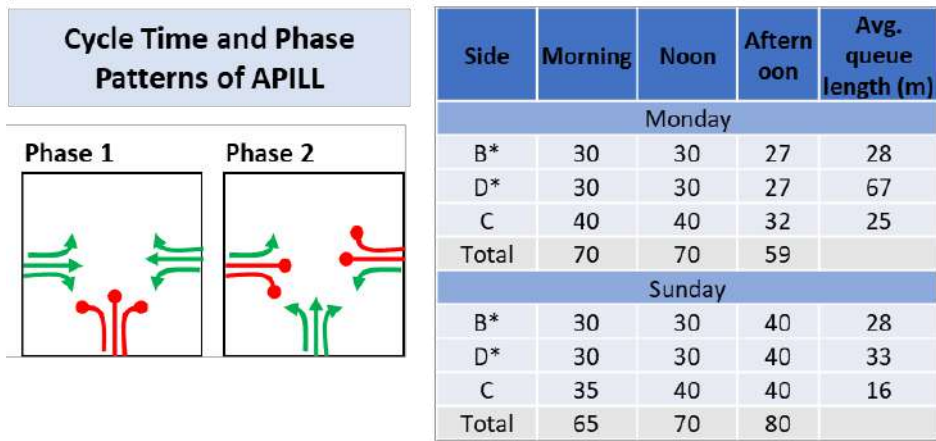 Cycle Time and Phase
Patterns of APILL
Phase 1 Phase 2
Side Morning Noon Aftern oon Avg. queue length (m)
Monday
B* 30 30 27 28
D* 30 30 27 67
C 40 40 32 25
Total 70 70 59
Sunday
B* 30 30 40 28
D* 30 30 40 33
C 35 40 40 16
Total 65 70 80